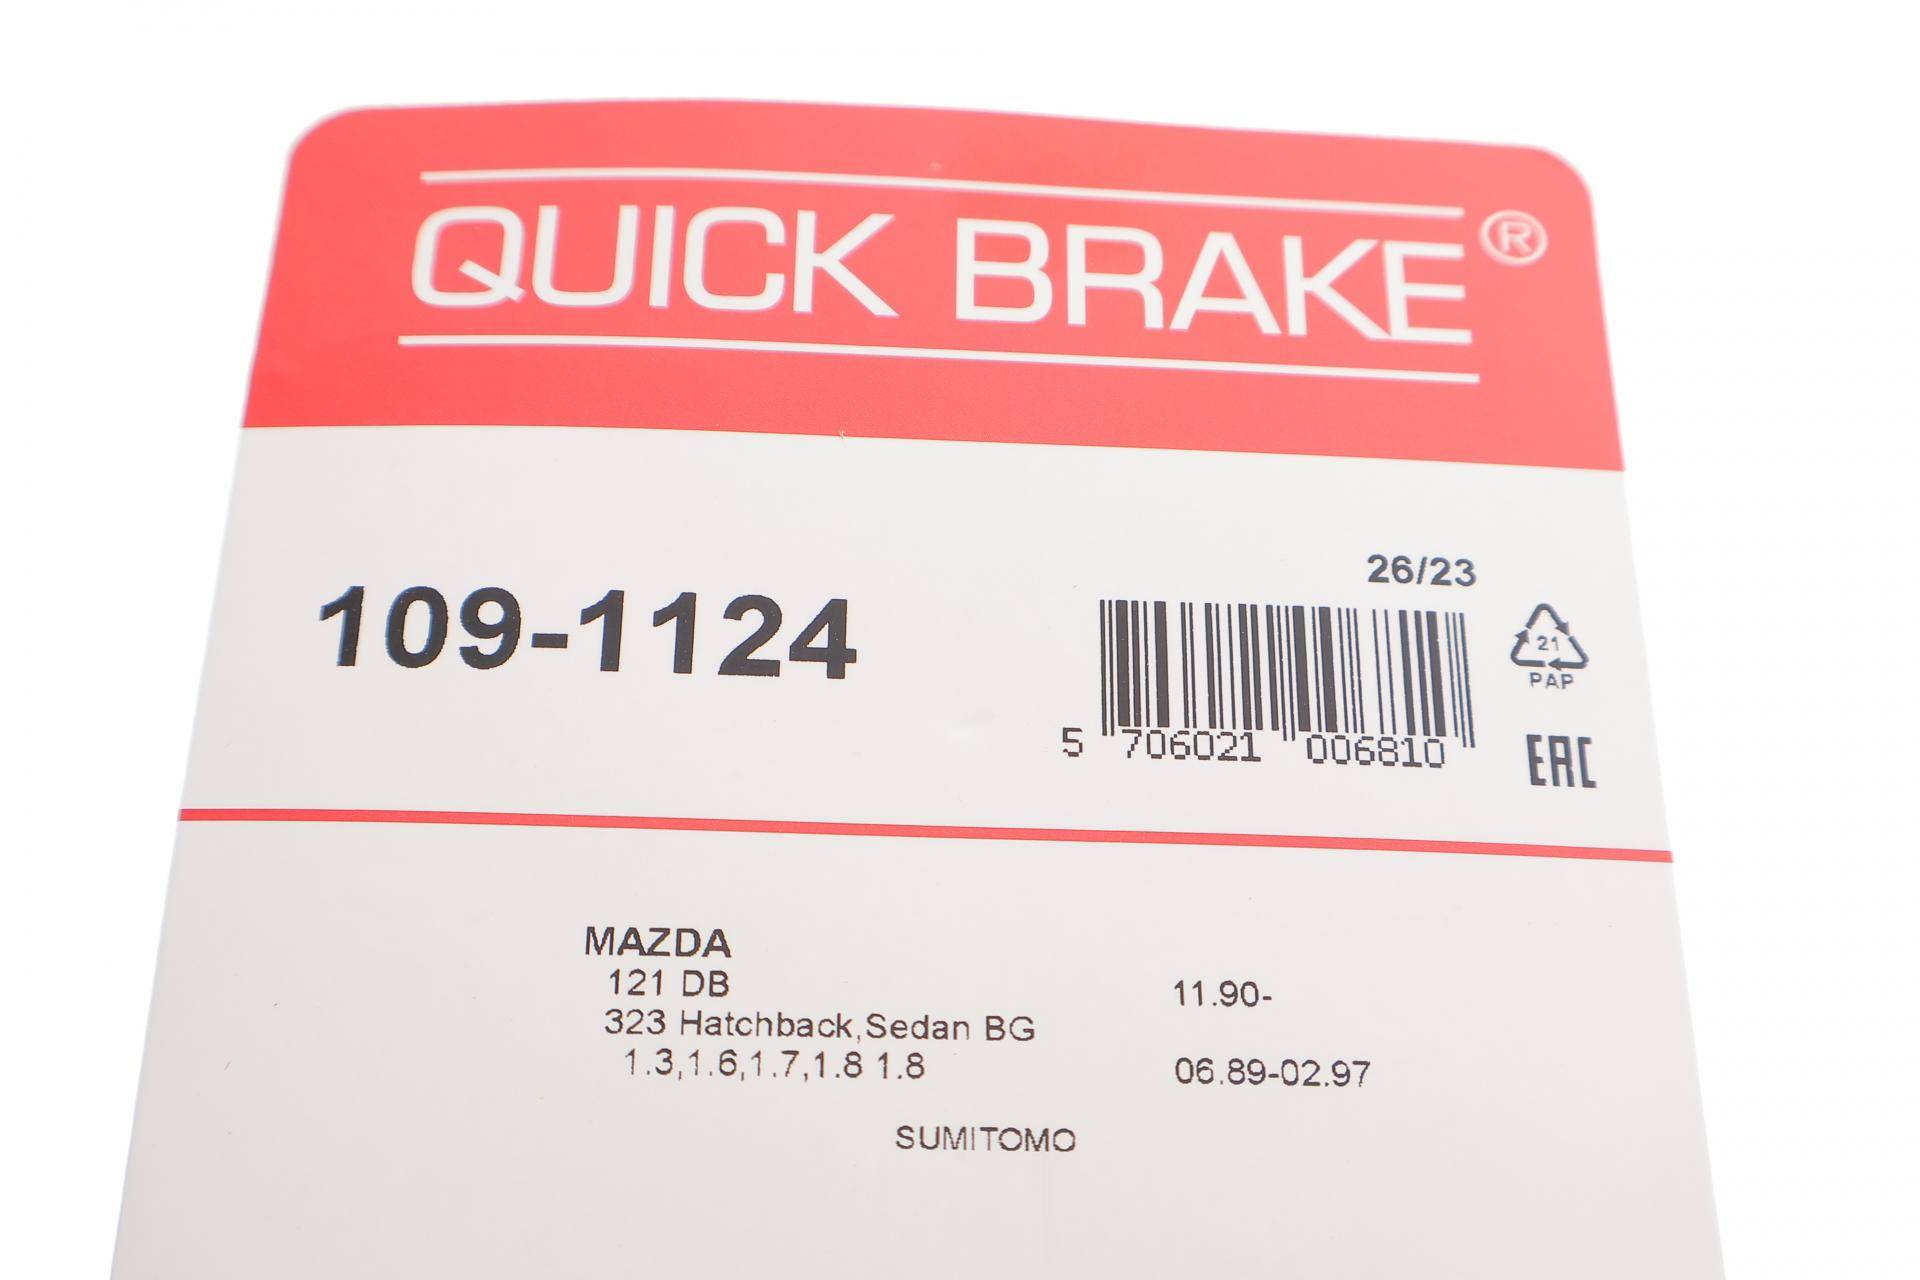 QUICK BRAKE®
26/23
109-1124
21
PAP
5 706021 006810
EAC
MAZDA
121 DB 11.90-
323 Hatchback,Sedan BG
1.3,1.6,1.7,1.8 1.8 06.89-02.97
SUMITOMO